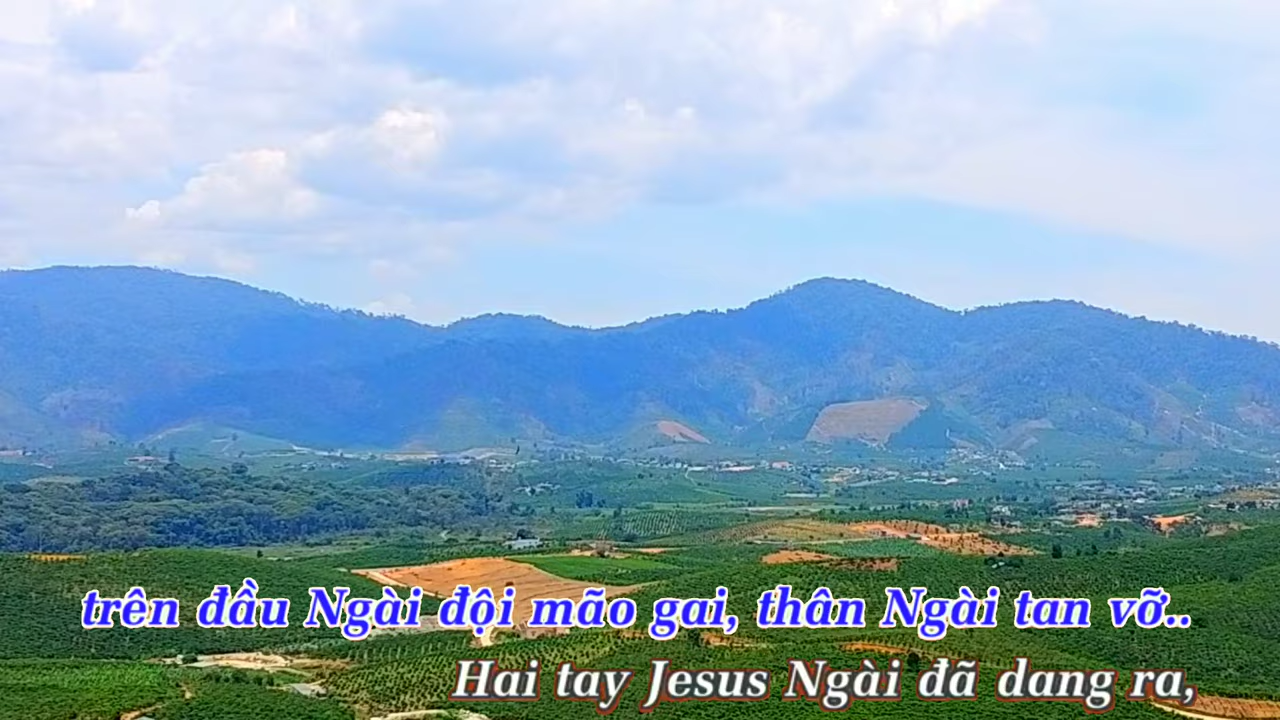 trên đầu Ngài đội mão gai, thân Ngài tan vỡ..
Hai tay Jesus Ngài đã dang ra,